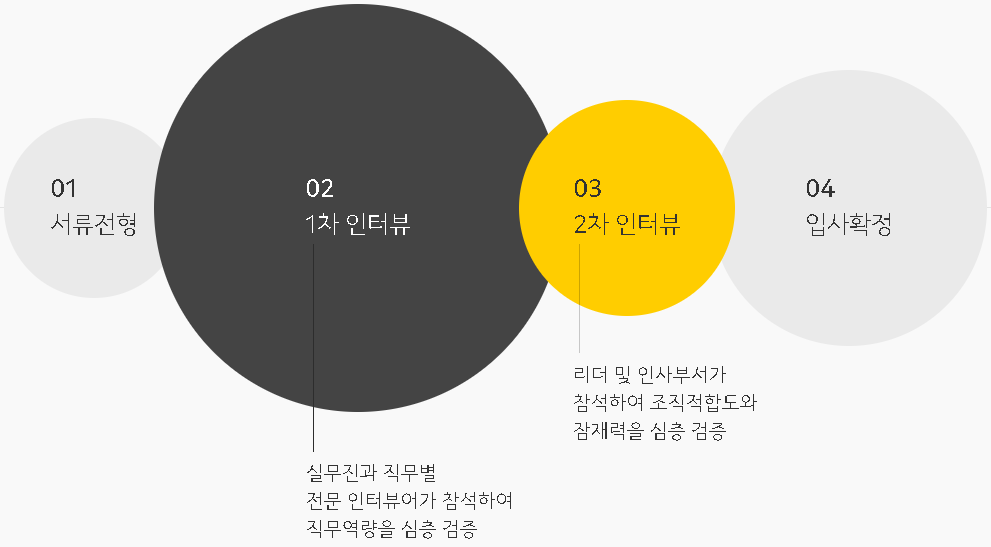 01
서류전형
02
1차 인터뷰
03
2차 인터뷰
04
입사확정
리더 및 인사부서가
참석하여 조직적합도와
잠재력을 심층 검증
실무진과 직무별
전문 인터뷰어가 참석하여
직무역량을 심층 검증